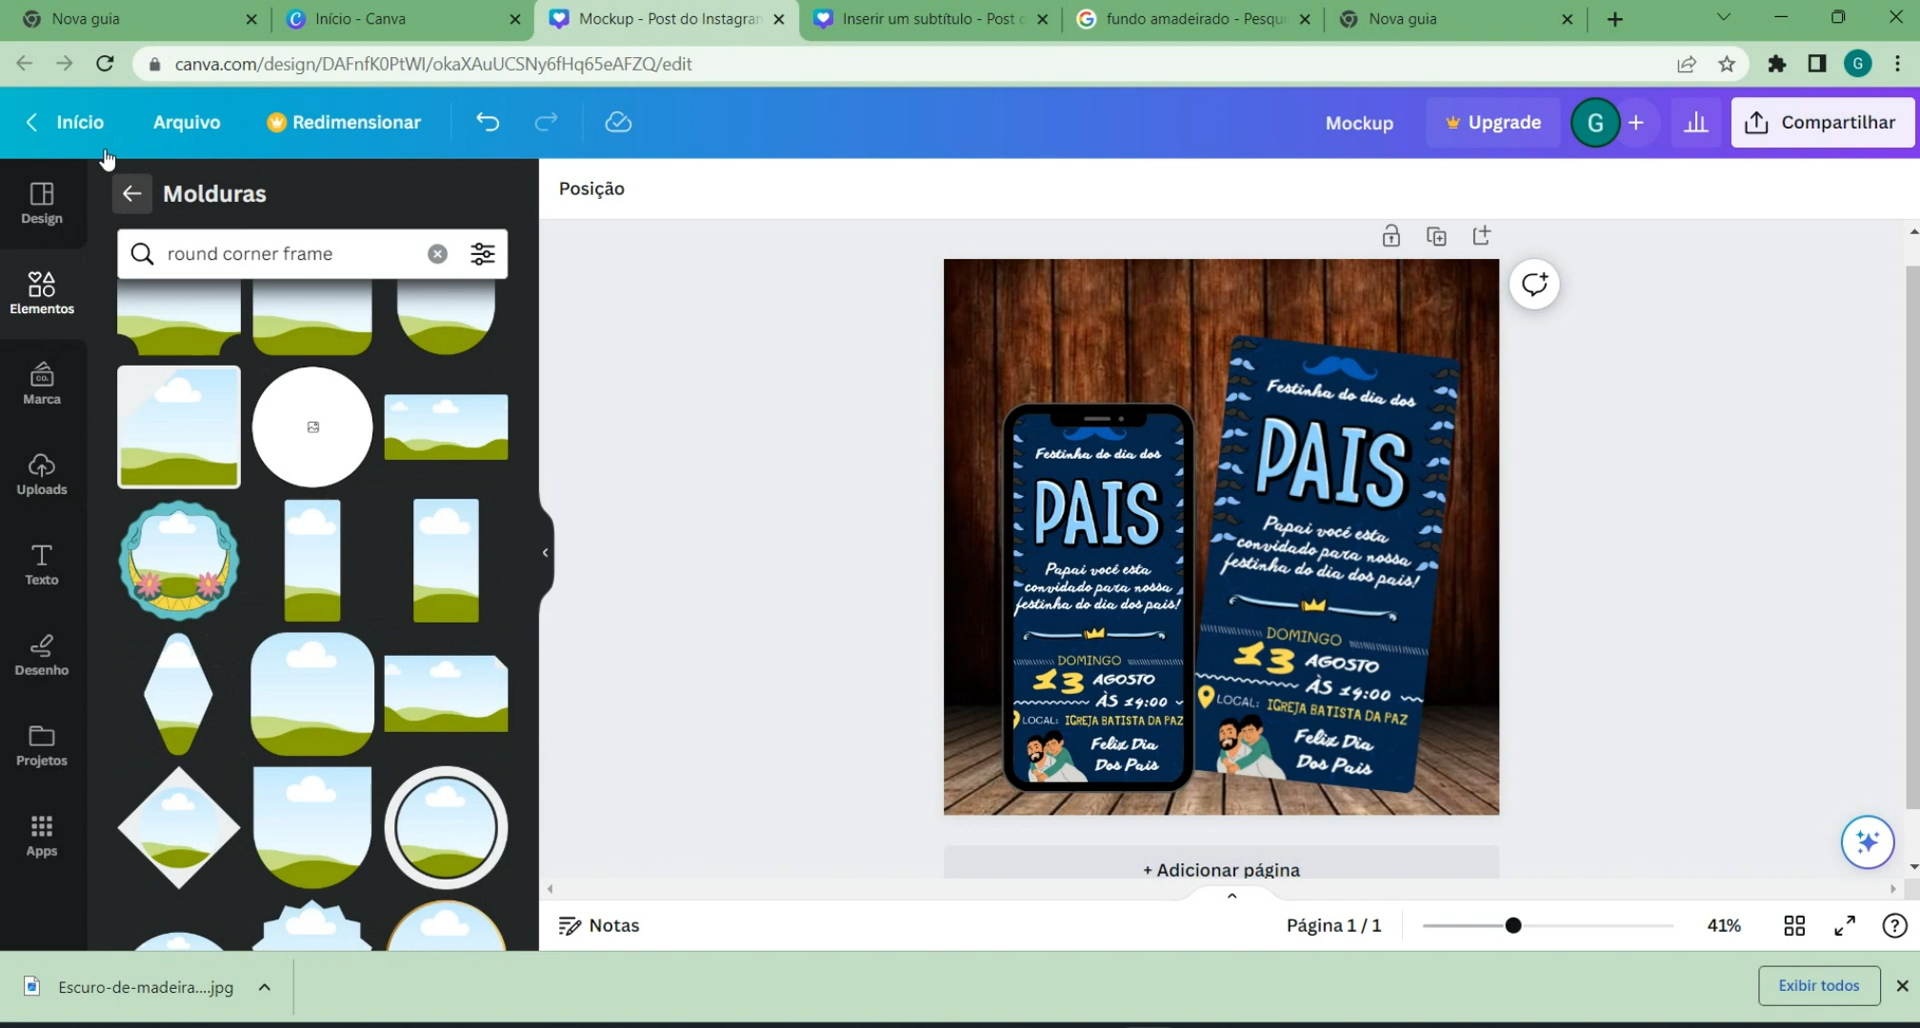 Nova guia
Início - Canva
Mockup - Post do Instagram
Inserir um subtítulo - Post d
fundo amadeirado - Pesqu
Nova guia
canva.com/design/DAFnfK0PtWI/okaXAuUCSNy6fHq65eAFZQ/edit
G
Início
Arquivo
Redimensionar
Mockup
Upgrade
G
Compartilhar
Design
Elementos
CO.
Marca
Uploads
Texto
Desenho
Projetos
Apps
Molduras
round corner frame
Posição
Festinha do dia dos
PAIS
Papai você esta
convidado para nossa
festinha do dia dos pais!
DOMINGO
13 AGOSTO
ÀS 14:00
LOCAL: IGREJA BATISTA DA PAZ
Feliz Dia
Dos Pais
Festinha do dia dos
PAIS
Papai você esta
convidado para nossa
festinha do dia dos pais!
DOMINGO
13 AGOSTO
ÀS 14:00
LOCAL: IGREJA BATISTA DA PAZ
Feliz Dia
Dos Pais
+ Adicionar página
Notas
Página 1 / 1
41%
Escuro-de-madeira....jpg
Exibir todos